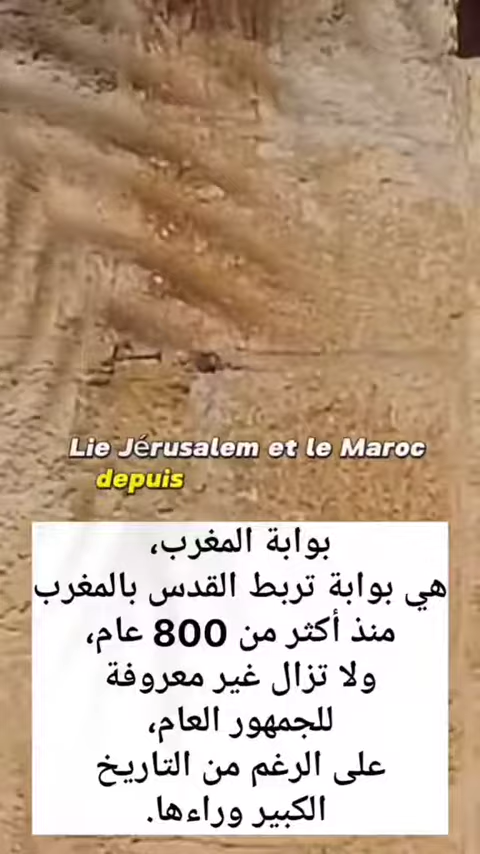 Lie Jérusalem et le Maroc
depuis
بوابة المغرب،
هي بوابة تربط القدس بالمغرب
منذ أكثر من 800 عام،
ولا تزال غير معروفة
للجمهور العام،
على الرغم من التاريخ
الكبير وراءها.